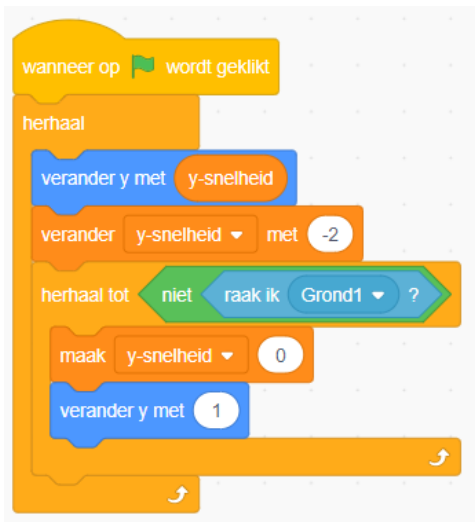 wanneer op wordt geklikt
herhaal
verander y met y-snelheid
verander y-snelheid met -2
herhaal tot niet raak ik Grond1 ?
maak y-snelheid 0
verander y met 1